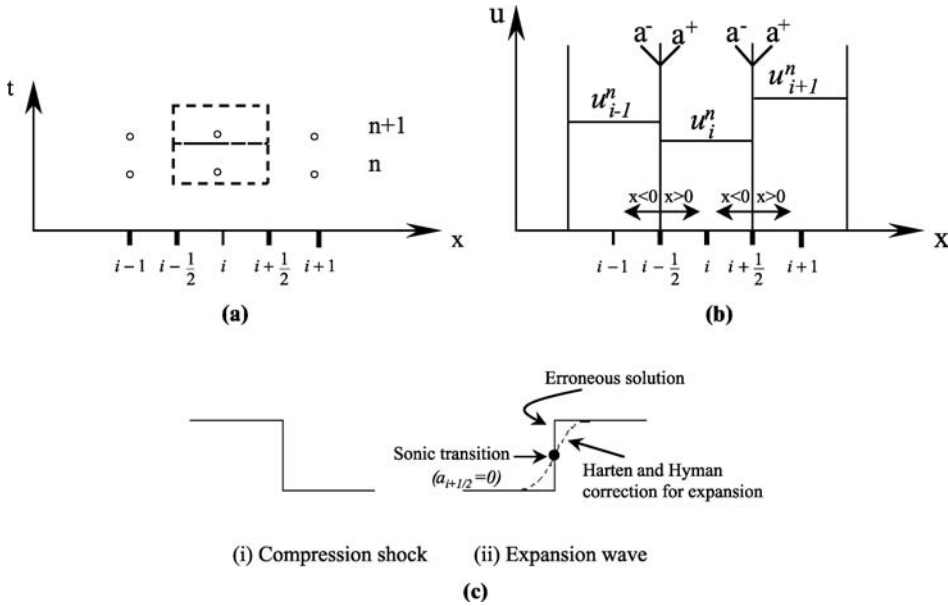 t
n+1
n
x
i − 1 i − 1/2 i i + 1/2 i + 1
(a)
u
a⁻ a⁺ a⁻ a⁺
uⁿᵢ₋₁ uⁿᵢ uⁿᵢ₊₁
x<0 x>0 x<0 x>0
x
i − 1 i − 1/2 i i + 1/2 i + 1
(b)
Erroneous solution
Sonic transition
(a_{i+1/2}=0)
Harten and Hyman
correction for expansion
(i) Compression shock (ii) Expansion wave
(c)